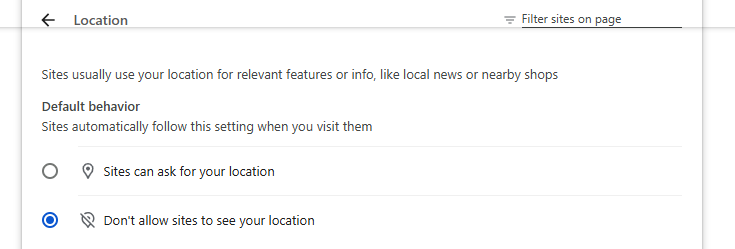 Location
Filter sites on page
Sites usually use your location for relevant features or info, like local news or nearby shops
Default behavior
Sites automatically follow this setting when you visit them
Sites can ask for your location
Don't allow sites to see your location